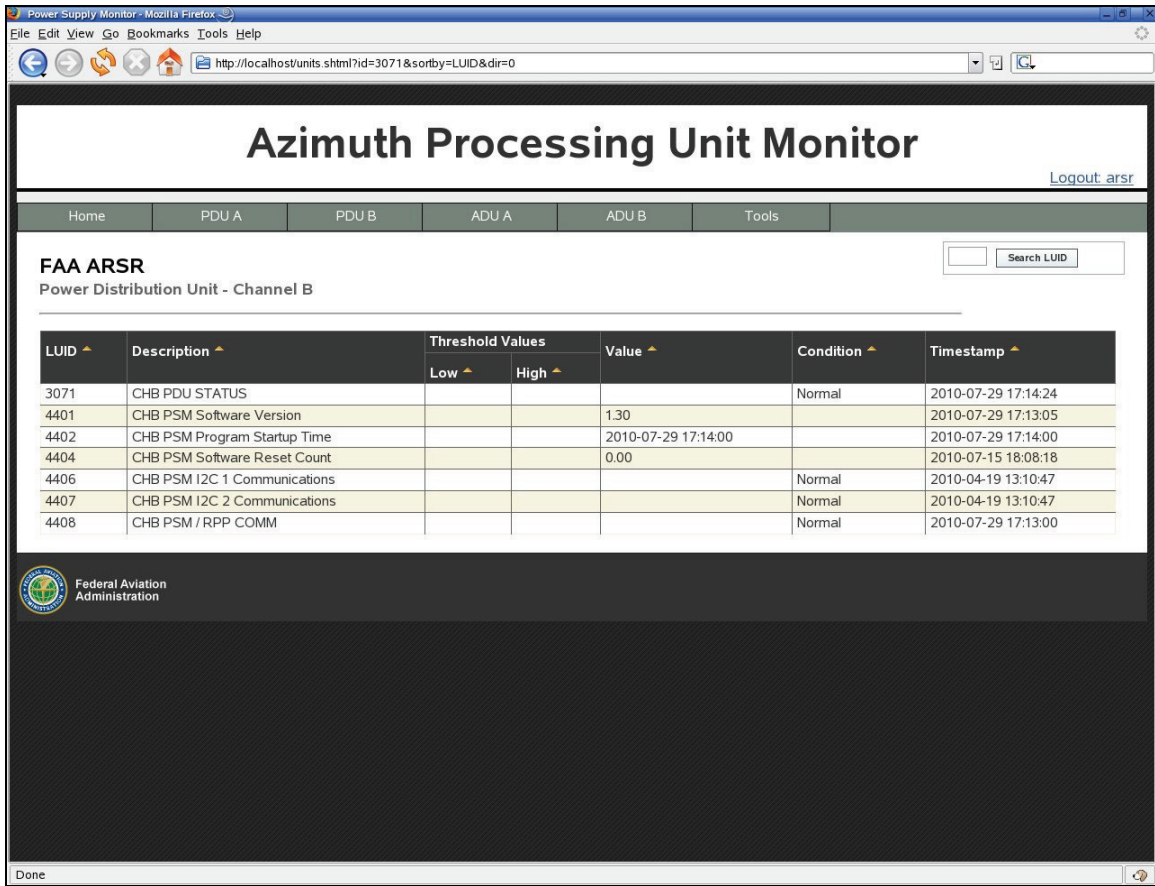 Power Supply Monitor - Mozilla Firefox
File Edit View Go Bookmarks Tools Help
http://localhost/units.shtml?id=3071&sortby=LUID&dir=0
G
Azimuth Processing Unit Monitor
Logout: arsr
Home PDU A PDU B ADU A ADU B Tools
Search LUID
FAA ARSR
Power Distribution Unit - Channel B
LUID Description Threshold Values Value Condition Timestamp
Low High
3071 CHB PDU STATUS Normal 2010-07-29 17:14:24
4401 CHB PSM Software Version 1.30 2010-07-29 17:13:05
4402 CHB PSM Program Startup Time 2010-07-29 17:14:00 2010-07-29 17:14:00
4404 CHB PSM Software Reset Count 0.00 2010-07-15 18:08:18
4406 CHB PSM I2C 1 Communications Normal 2010-04-19 13:10:47
4407 CHB PSM I2C 2 Communications Normal 2010-04-19 13:10:47
4408 CHB PSM / RPP COMM Normal 2010-07-29 17:13:00
Federal Aviation
Administration
Done